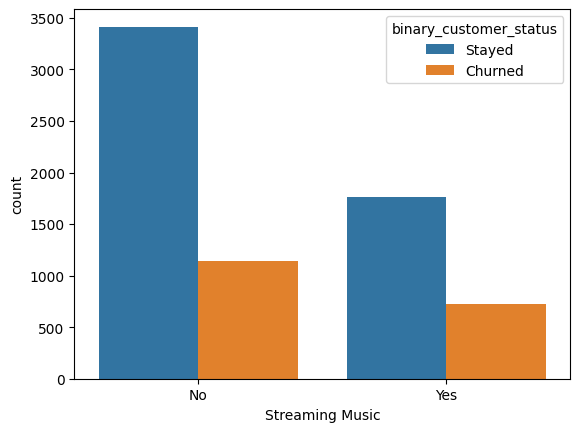 binary_customer_status
Stayed
Churned
3500
3000
2500
2000
1500
1000
500
0
count
No
Yes
Streaming Music